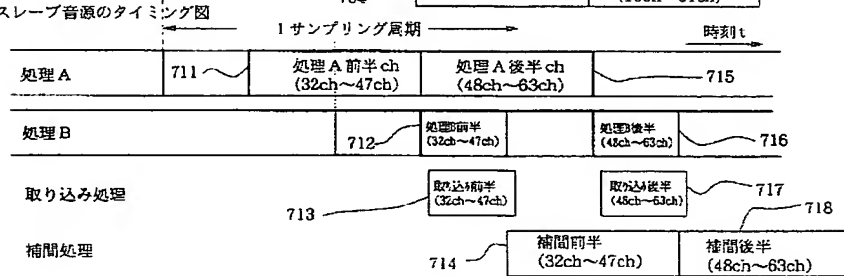 スレーブ音源のタイミング図
1サンプリング周期
時刻t
処理A
711
処理A前半ch
(32ch～47ch)
処理A後半ch
(48ch～63ch)
715
処理B
712
処理B前半
(32ch～47ch)
処理B後半
(48ch～63ch)
716
取り込み処理
713
取り込み前半
(32ch～47ch)
取り込み後半
(48ch～63ch)
717
718
補間処理
714
補間前半
(32ch～47ch)
補間後半
(48ch～63ch)